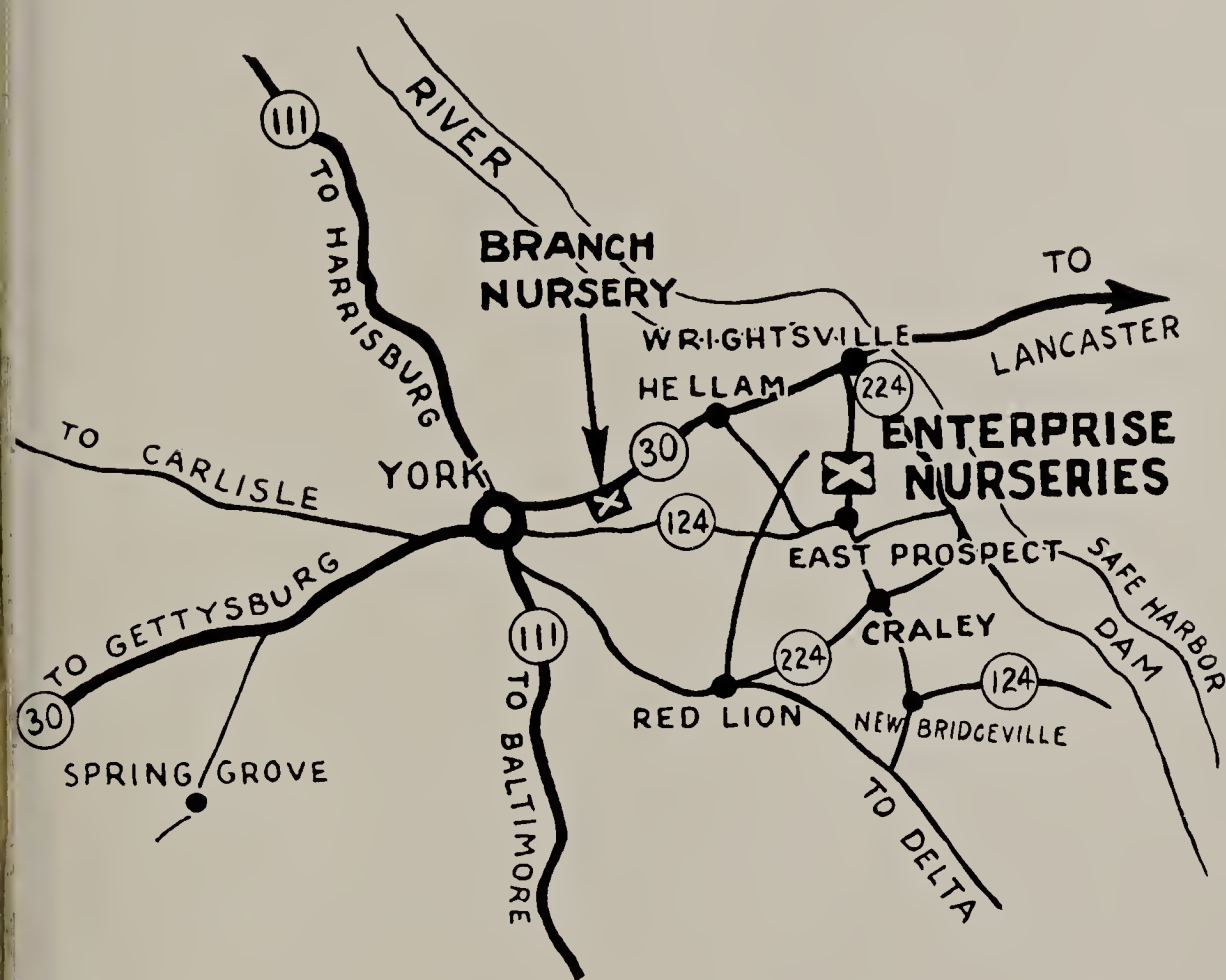 111
RIVER
TO HARRISBURG
BRANCH
NURSERY
TO
LANCASTER
WRIGHTSVILLE
HELLAM
224
ENTERPRISE
NURSERIES
30
TO CARLISLE
YORK
124
EAST PROSPECT
SAFE HARBOR
DAM
TO GETTYSBURG
30
111
TO BALTIMORE
CRALEY
224
RED LION
124
NEW BRIDGEVILLE
SPRING GROVE
TO DELTA